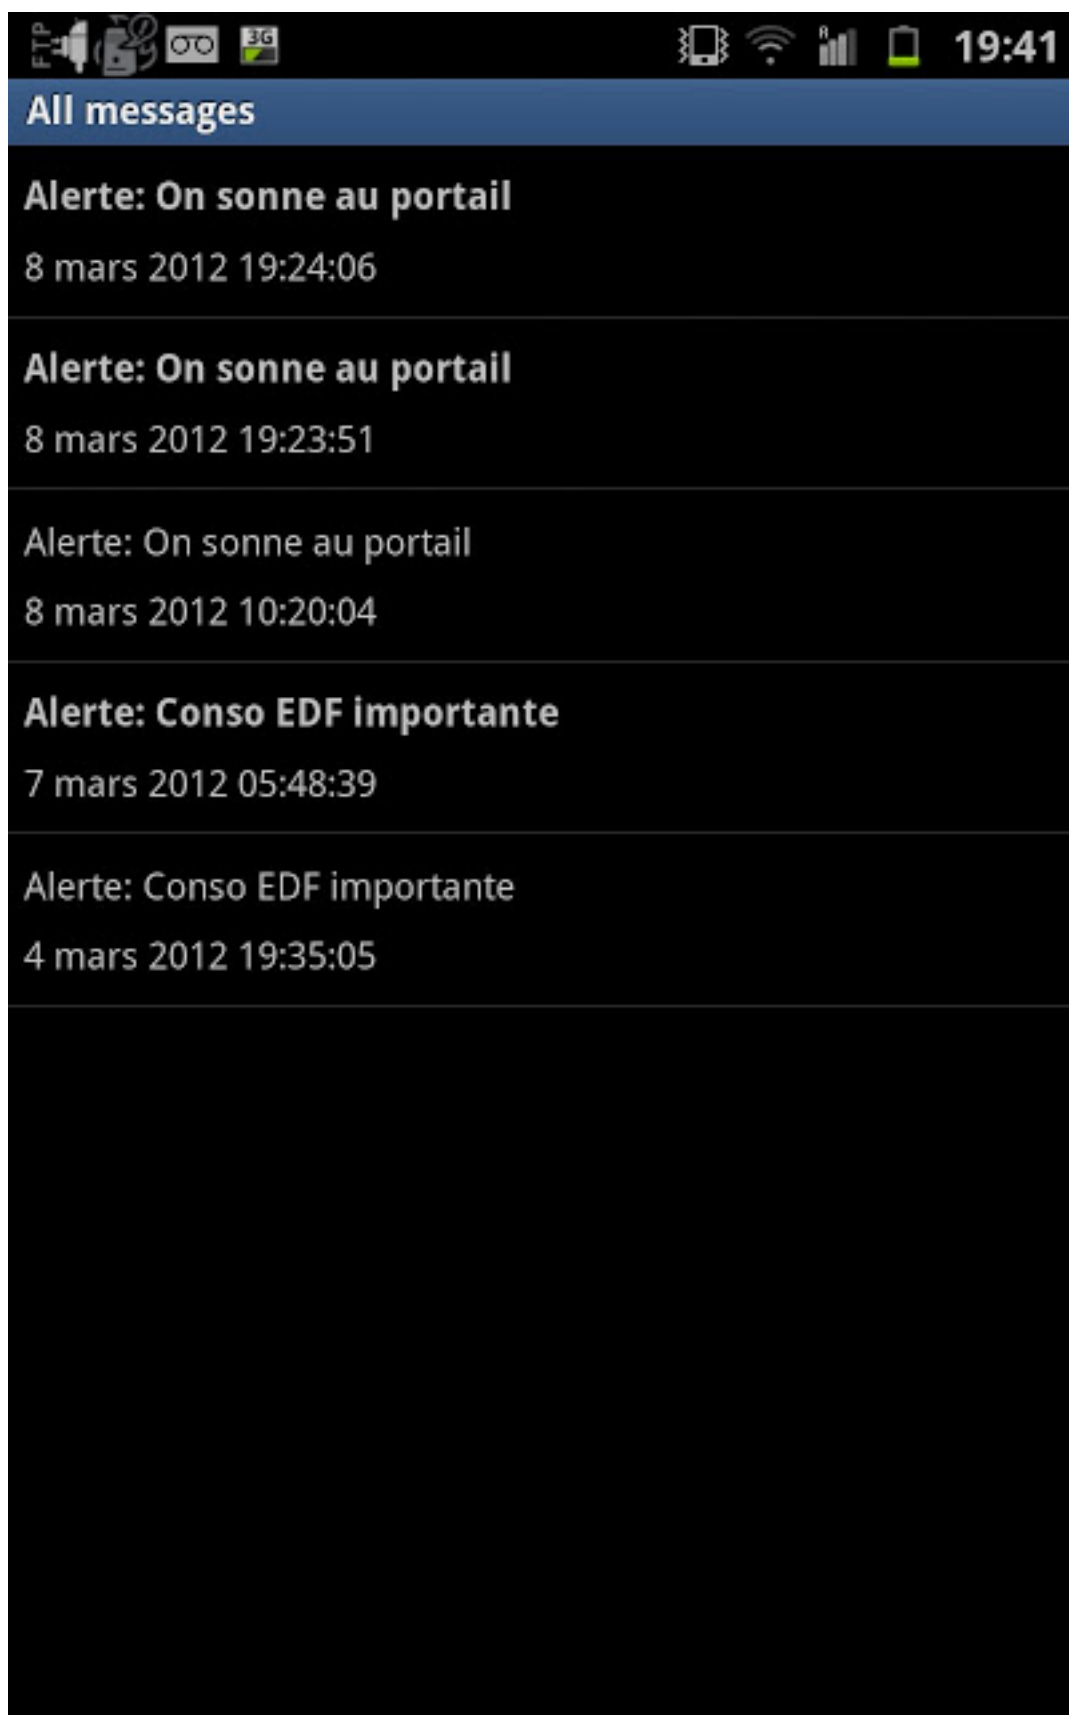 FTP
3G
R
19:41
All messages
Alerte: On sonne au portail
8 mars 2012 19:24:06
Alerte: On sonne au portail
8 mars 2012 19:23:51
Alerte: On sonne au portail
8 mars 2012 10:20:04
Alerte: Conso EDF importante
7 mars 2012 05:48:39
Alerte: Conso EDF importante
4 mars 2012 19:35:05